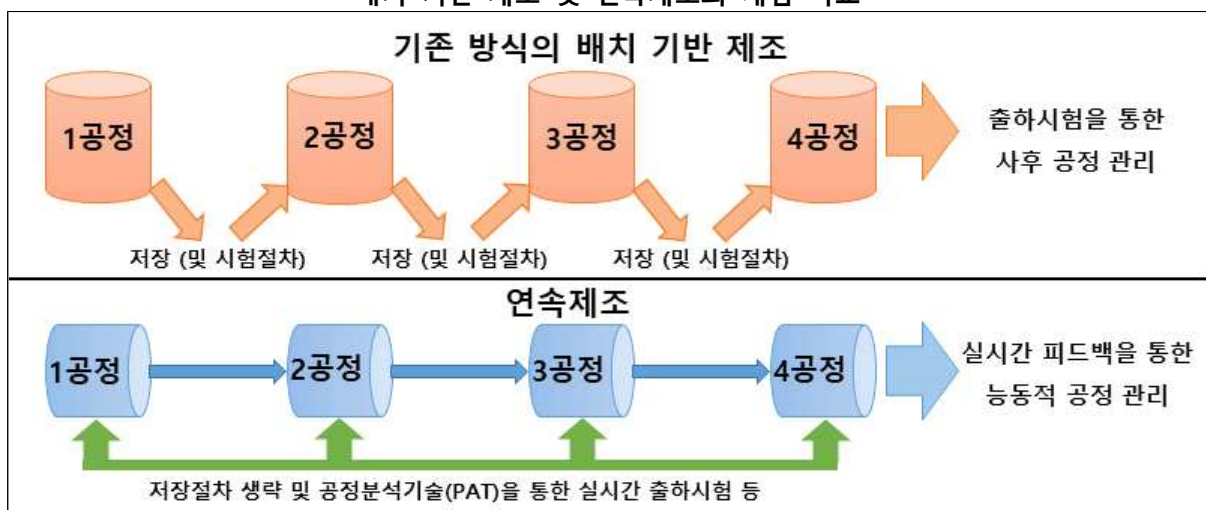 기존 방식의 배치 기반 제조
1공정
2공정
3공정
4공정
출하시험을 통한
사후 공정 관리
저장 (및 시험절차)
저장 (및 시험절차)
저장 (및 시험절차)
연속제조
1공정
2공정
3공정
4공정
실시간 피드백을 통한
능동적 공정 관리
저장절차 생략 및 공정분석기술(PAT)을 통한 실시간 출하시험 등